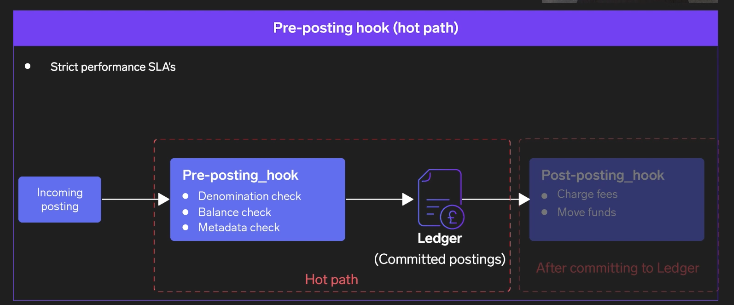 Pre-posting hook (hot path)
Strict performance SLA's
Incoming
posting
Pre-posting_hook
Denomination check
Balance check
Metadata check
£
Ledger
(Committed postings)
Hot path
Post-posting_hook
Charge fees
Move funds
After committing to Ledger